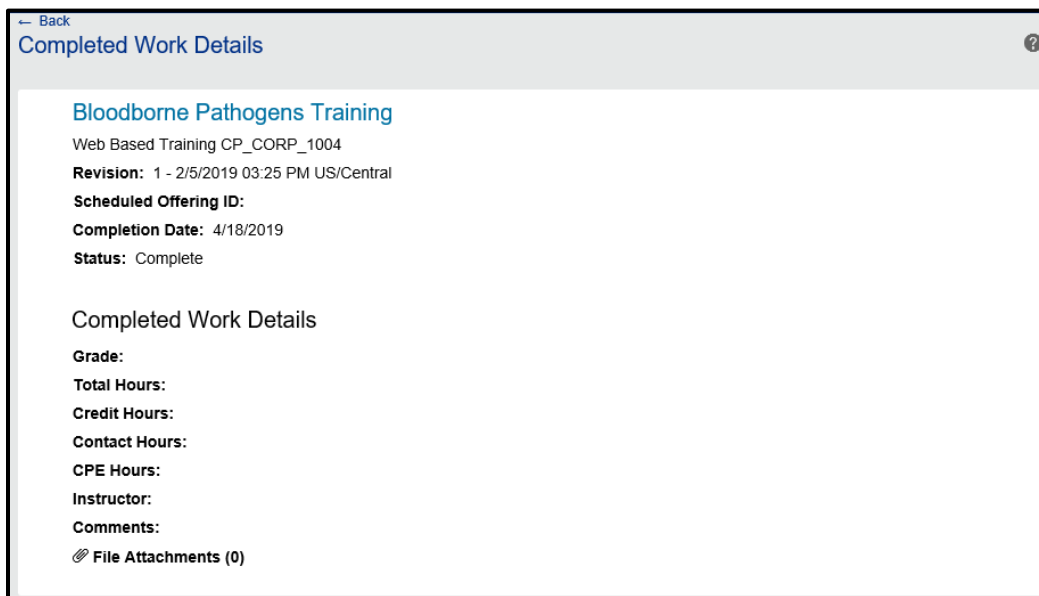 ← Back
Completed Work Details
?
Bloodborne Pathogens Training
Web Based Training CP_CORP_1004
Revision: 1 - 2/5/2019 03:25 PM US/Central
Scheduled Offering ID:
Completion Date: 4/18/2019
Status: Complete
Completed Work Details
Grade:
Total Hours:
Credit Hours:
Contact Hours:
CPE Hours:
Instructor:
Comments:
File Attachments (0)